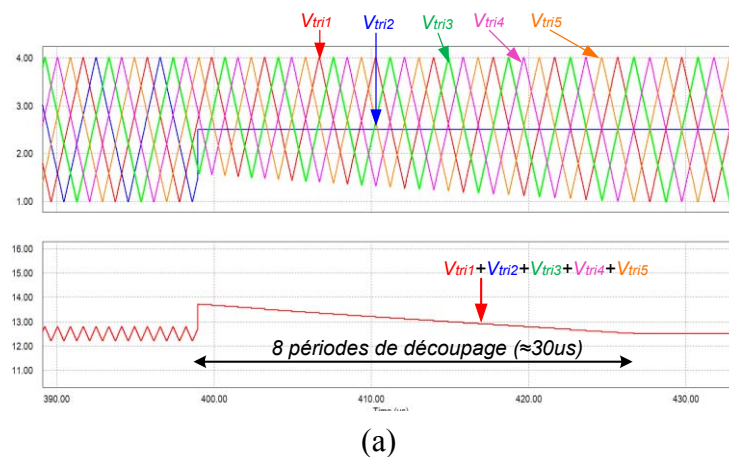 Vtri1 Vtri2 Vtri3 Vtri4 Vtri5
4.00
3.00
2.00
1.00
16.00
15.00
14.00
13.00
12.00
11.00
Vtri1+Vtri2+Vtri3+Vtri4+Vtri5
8 périodes de découpage (≈30us)
390.00 400.00 410.00 420.00 430.00
Time (us)
(a)